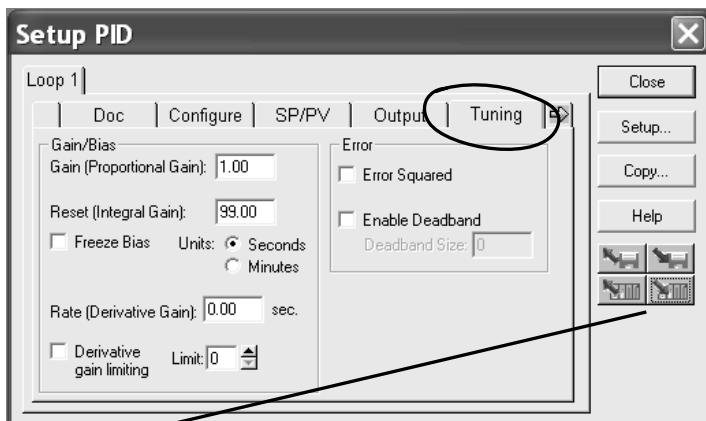 Setup PID
Loop 1
Doc Configure SP/PV Output Tuning
Gain/Bias
Gain (Proportional Gain): 1.00
Reset (Integral Gain): 99.00
Freeze Bias Units: Seconds
Minutes
Rate (Derivative Gain): 0.00 sec.
Derivative gain limiting Limit: 0
Error
Error Squared
Enable Deadband
Deadband Size: 0
Close
Setup...
Copy...
Help